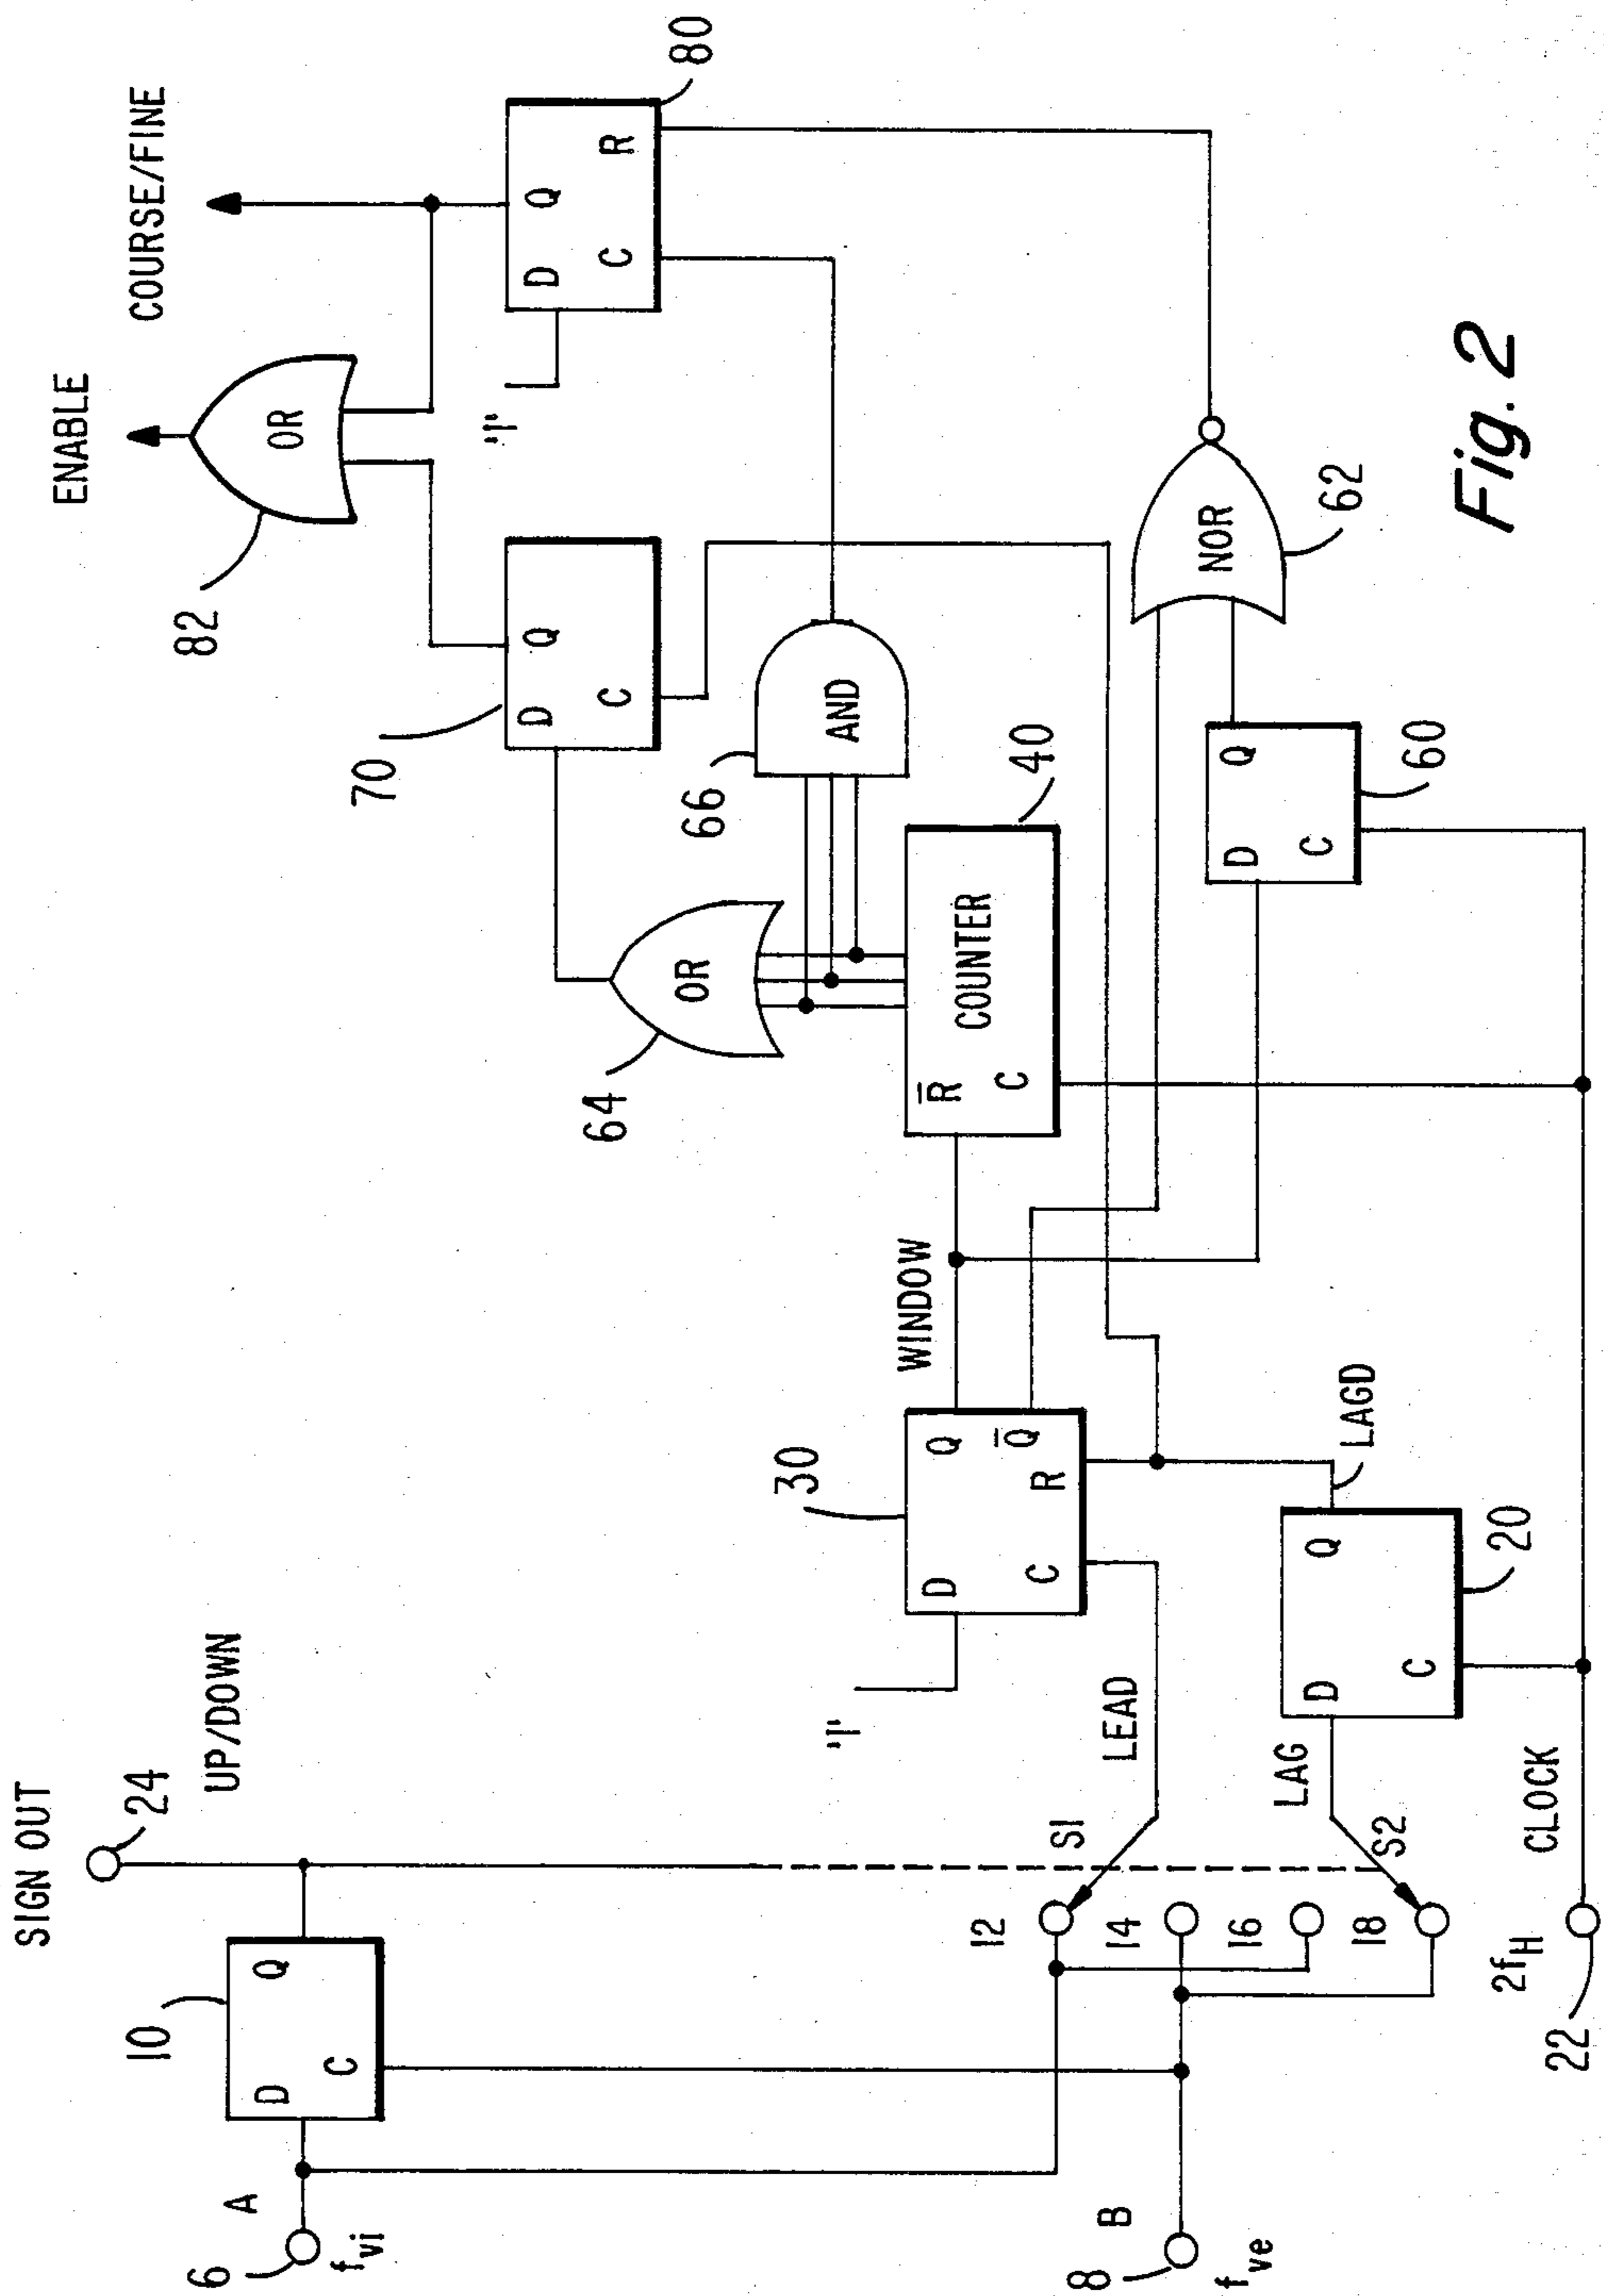 SIGN OUT
ENABLE
COURSE/FINE
24
UP/DOWN
10
82
OR
6
A
f_vi
D Q
C
70
D Q
C
"1"
D Q
C R
80
64
OR
66
AND
"1"
30
D Q
Q̅
C R
WINDOW
R̅
C
COUNTER
40
12
S1
LEAD
14
16
18
S2
LAG
8
B
f_ve
D Q
C
20
LAGD
D Q
C
60
NOR
62
22
2f_H
CLOCK
Fig. 2